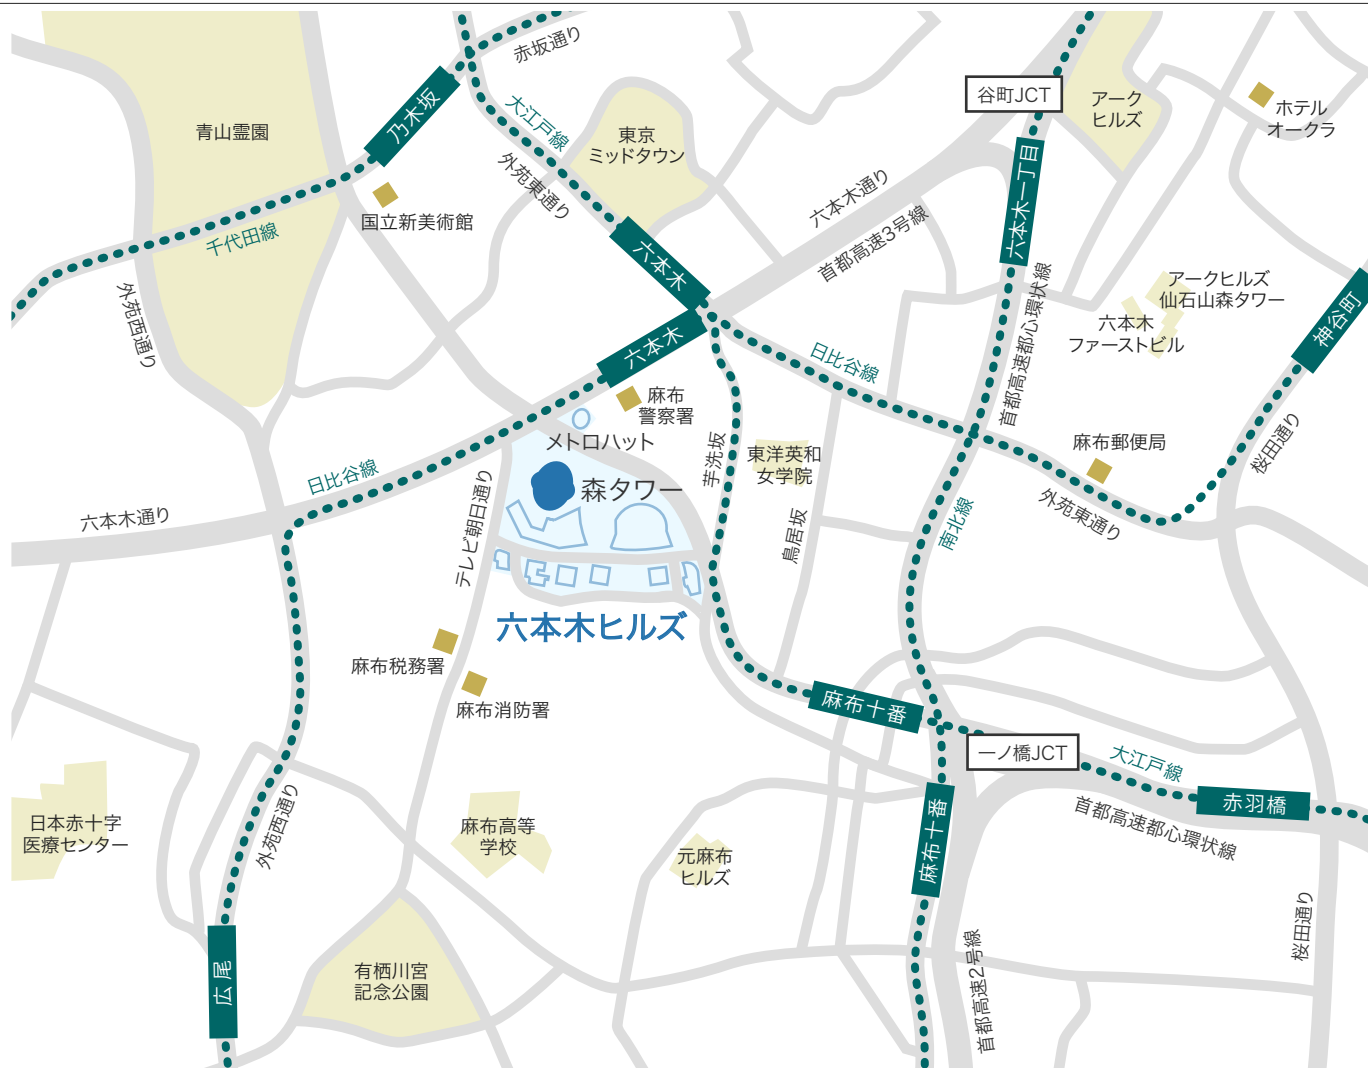 赤坂通り
乃木坂
大江戸線
谷町JCT
アーク
ヒルズ
ホテル
オークラ
青山霊園
東京
ミッドタウン
外苑東通り
六本木一丁目
国立新美術館
六本木通り
首都高速3号線
千代田線
六本木
外苑西通り
首都高速都心環状線
アークヒルズ
仙石山森タワー
六本木
ファーストビル
神谷町
六本木
日比谷線
麻布
警察署
メトロハット
芋洗坂
東洋英和
女学院
麻布郵便局
桜田通り
日比谷線
森タワー
六本木通り
テレビ朝日通り
鳥居坂
南北線
外苑東通り
六本木ヒルズ
麻布税務署
麻布消防署
麻布十番
一ノ橋JCT
大江戸線
赤羽橋
首都高速都心環状線
外苑西通り
日本赤十字
医療センター
麻布高等
学校
元麻布
ヒルズ
麻布十番
桜田通り
広尾
有栖川宮
記念公園
首都高速2号線